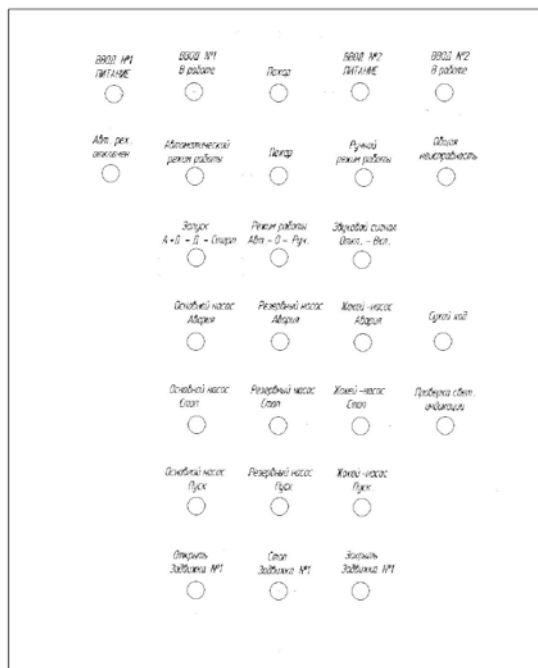 ВВОД №1
ПИТАНИЕ
ВВОД №1
В работе
Пожар
ВВОД №2
ПИТАНИЕ
ВВОД №2
В работе
Авт. реж.
отключен
Автоматический
режим работы
Пожар
Ручной
режим работы
Общая
неисправность
Запуск
А+Д - Д - Старт
Режим работы
Авт - 0 - Руч.
Звуковой сигнал
Откл. - Вкл.
Основной насос
Авария
Резервный насос
Авария
Жокей-насос
Авария
Сухой ход
Основной насос
Стоп
Резервный насос
Стоп
Жокей-насос
Стоп
Проверка свет.
индикации
Основной насос
Пуск
Резервный насос
Пуск
Жокей-насос
Пуск
Открыть
Задвижка №1
Стоп
Задвижка №1
Закрыть
Задвижка №1